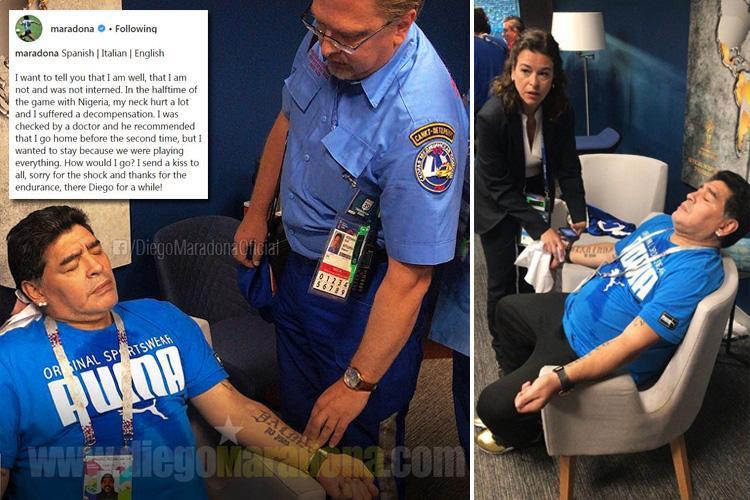 maradona • Following
maradona Spanish | Italian | English
I want to tell you that I am well, that I am
not and was not interned. In the halftime of
the game with Nigeria, my neck hurt a lot
and I suffered a decompensation. I was
checked by a doctor and he recommended
that I go home before the second time, but I
wanted to stay because we were playing
everything. How would I go? I send a kiss to
all, sorry for the shock and thanks for the
endurance, there Diego for a while!
f/DiegoMaradonaOficial
САНКТ-ПЕТЕРБУРГ
ORIGINAL SPORTSWEAR
PUMA
PUMA
www.DiegoMaradona.com